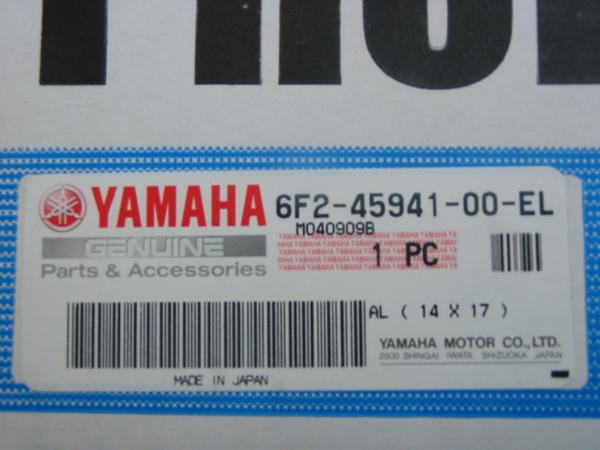 YAMAHA 6F2-45941-00-EL
M040909B
GENUINE 1 PC
Parts & Accessories
AL ( 14 X 17 )
YAMAHA MOTOR CO., LTD.
2500 SHINGAI IWATA SHIZUOKA JAPAN
MADE IN JAPAN